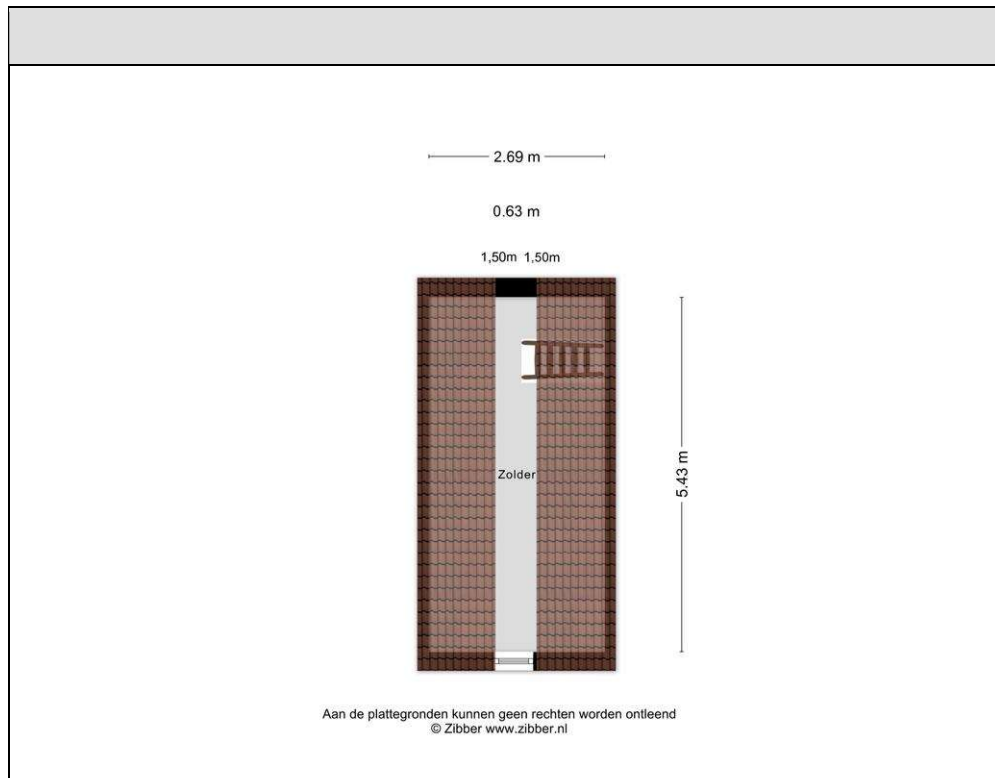 2.69 m
0.63 m
1,50m 1,50m
5.43 m
Zolder
Aan de plattegronden kunnen geen rechten worden ontleend
© Zibber www.zibber.nl